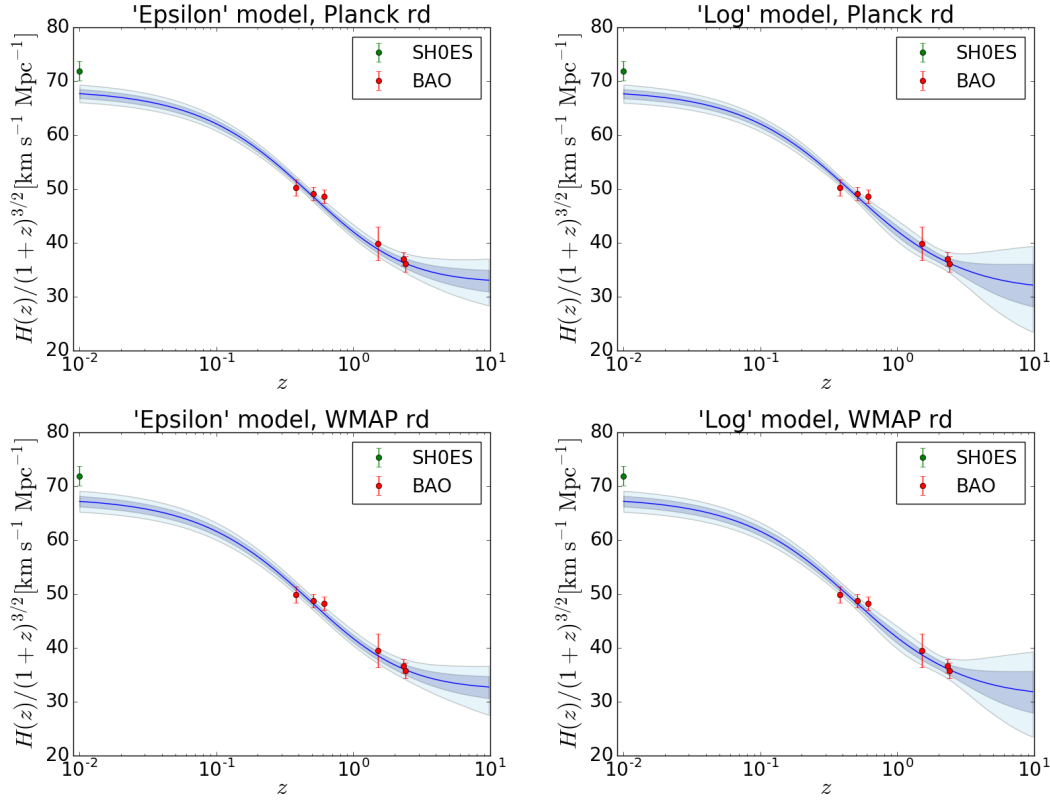 'Epsilon' model, Planck rd
80
70
60
50
40
30
20
H(z)/(1 + z)^{3/2}[km s^{−1} Mpc^{−1}]
SH0ES
BAO
10^{-2} 10^{-1} 10^{0} 10^{1}
z
'Log' model, Planck rd
80
70
60
50
40
30
20
H(z)/(1 + z)^{3/2}[km s^{−1} Mpc^{−1}]
SH0ES
BAO
10^{-2} 10^{-1} 10^{0} 10^{1}
z
'Epsilon' model, WMAP rd
80
70
60
50
40
30
20
H(z)/(1 + z)^{3/2}[km s^{−1} Mpc^{−1}]
SH0ES
BAO
10^{-2} 10^{-1} 10^{0} 10^{1}
z
'Log' model, WMAP rd
80
70
60
50
40
30
20
H(z)/(1 + z)^{3/2}[km s^{−1} Mpc^{−1}]
SH0ES
BAO
10^{-2} 10^{-1} 10^{0} 10^{1}
z